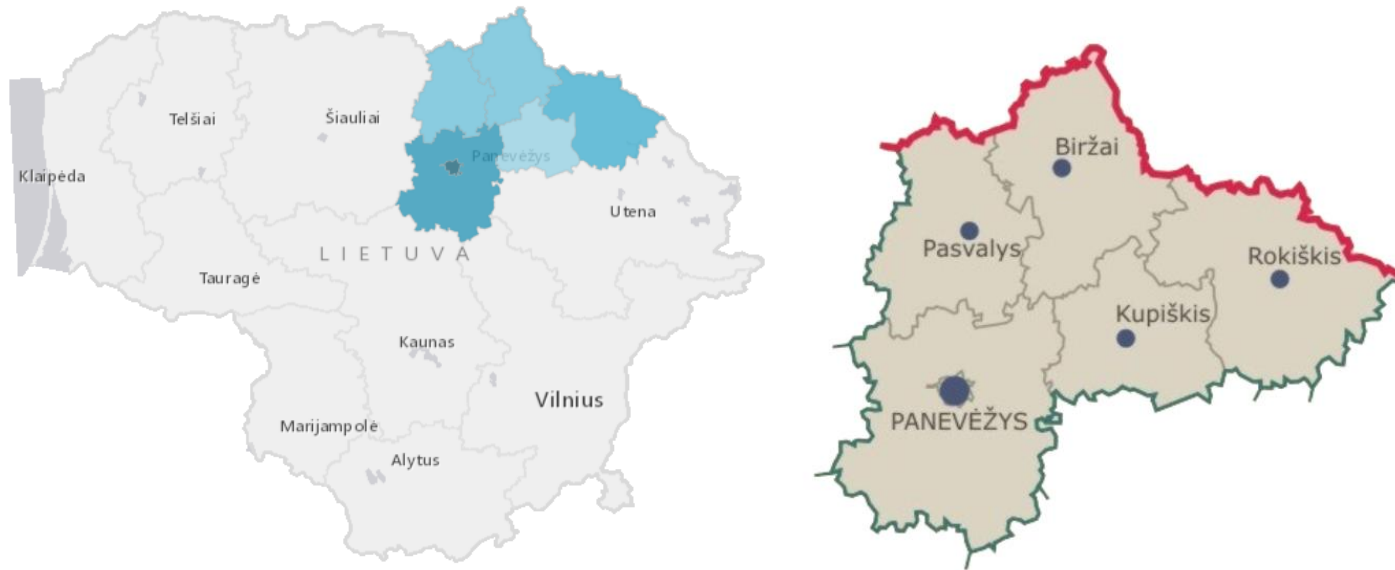 Telšiai
Šiauliai
Panevėžys
Klaipėda
Utena
LIETUVA
Tauragė
Kaunas
Vilnius
Marijampolė
Alytus
Biržai
Pasvalys
Rokiškis
Kupiškis
PANEVĖŽYS